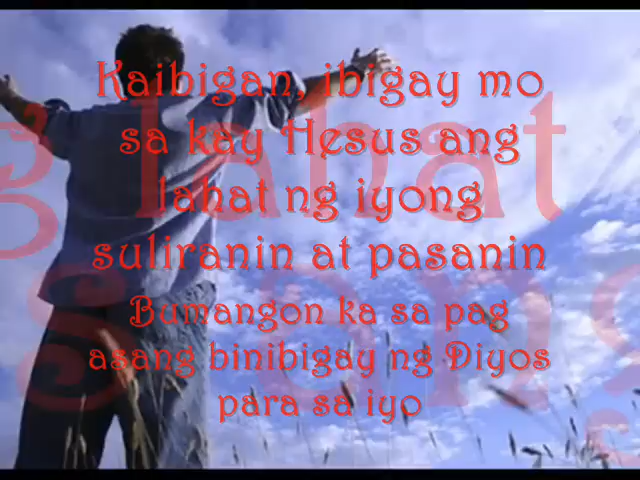 Kaibigan, ibigay mo
sa kay Hesus ang
lahat ng iyong
suliranin at pasanin
Bumangon ka sa pag
asang binibigay ng Diyos
para sa iyo
lahat